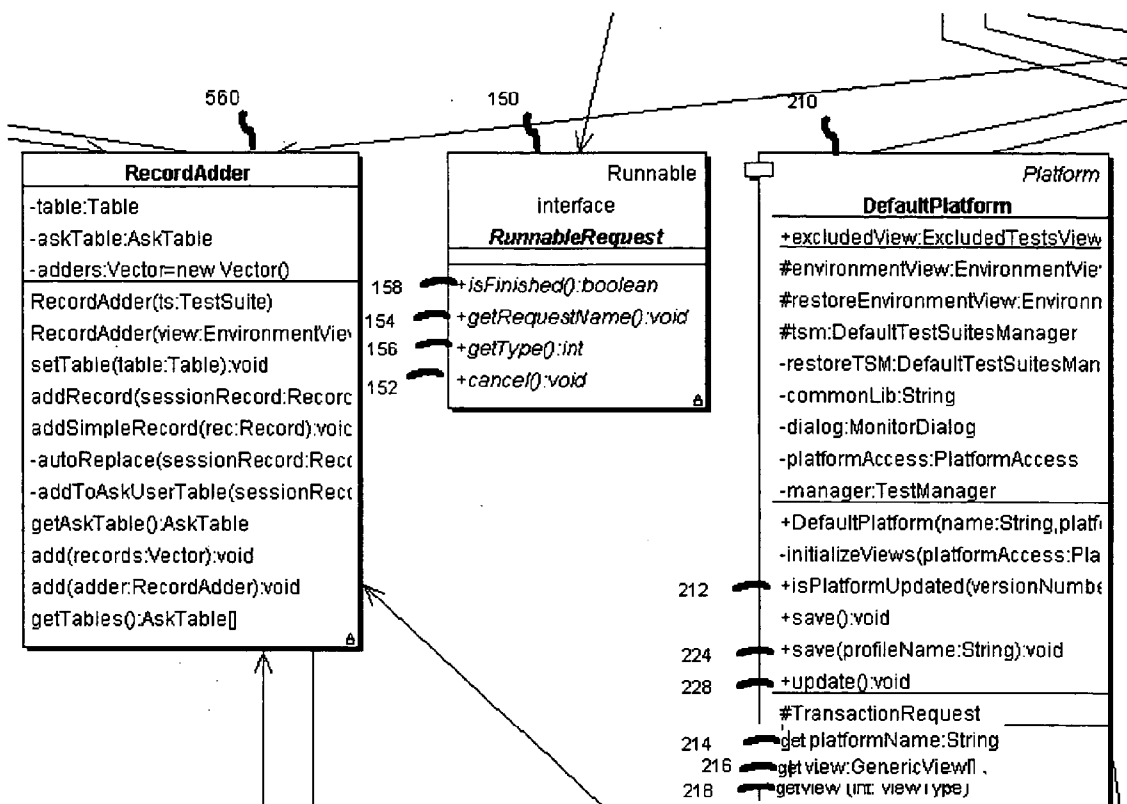 560
150
210
RecordAdder
-table:Table
-askTable:AskTable
-adders:Vector=new Vector()
RecordAdder(ts:TestSuite)
RecordAdder(view:EnvironmentView
setTable(table:Table):void
addRecord(sessionRecord:Record
addSimpleRecord(rec:Record):voic
-autoReplace(sessionRecord:Recc
-addToAskUserTable(sessionRecc
getAskTable():AskTable
add(records:Vector):void
add(adder:RecordAdder):void
getTables():AskTable[]
Runnable
interface
RunnableRequest
158 +isFinished():boolean
154 +getRequestName():void
156 +getType():int
152 +cancel():void
Platform
DefaultPlatform
+excludedView:ExcludedTestsView
#environmentView:EnvironmentVie
#restoreEnvironmentView:Environn
#tsm:DefaultTestSuitesManager
-restoreTSM:DefaultTestSuitesMan
-commonLib:String
-dialog:MonitorDialog
-platformAccess:PlatformAccess
-manager:TestManager
+DefaultPlatform(name:String,platf
-initializeViews(platformAccess:Pla
212 +isPlatformUpdated(versionNumbe
+save():void
224 +save(profileName:String):void
228 +update():void
#TransactionRequest
214 get platformName:String
216 get view:GenericView[] .
218 getview (int: viewType)